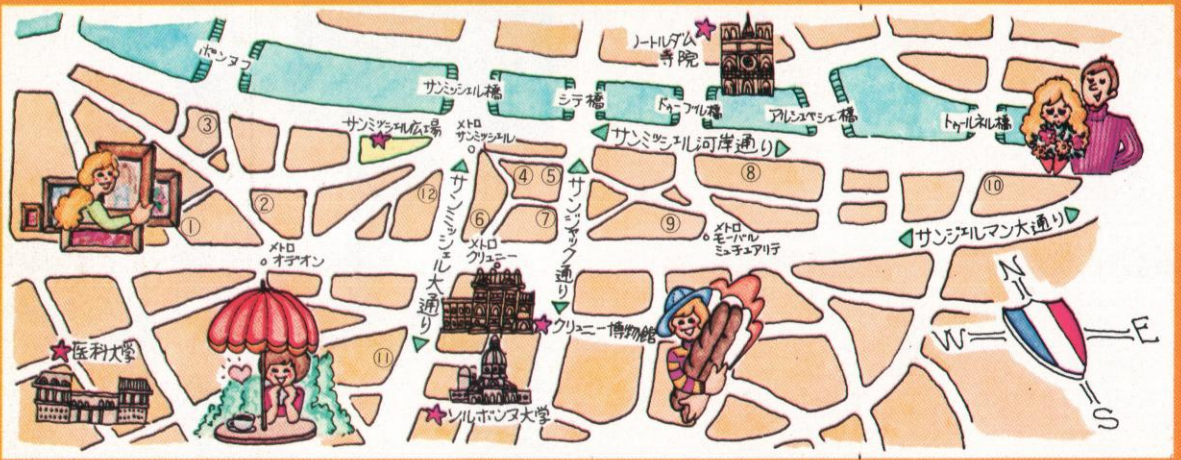 ポンヌフ
サンミッシェル橋
シテ橋
ノートルダム
寺院
ドゥーブル橋
アルシュベシェ橋
トゥールネル橋
③
サンミッシェル広場
メトロ
サンミッシェル
サンミッシェル河岸通り
④
⑤
⑧
⑩
①
②
⑫
⑥
⑦
⑨
サンミッシェル大通り
サンジャック通り
メトロ
オデオン
メトロ
クリュニー
メトロ
モーベル
ミュチュアリテ
サンジェルマン大通り
クリュニー博物館
医科大学
⑪
ソルボンヌ大学
N
W
E
S